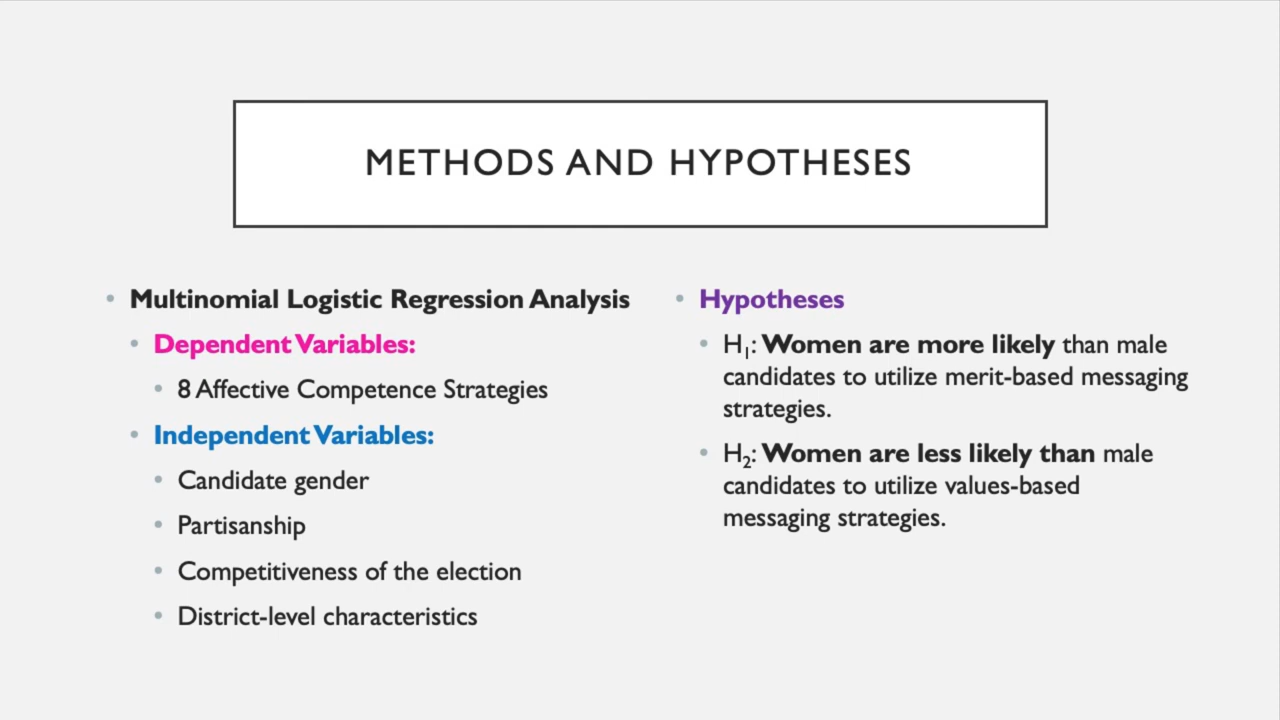 METHODS AND HYPOTHESES
• Multinomial Logistic Regression Analysis
• Dependent Variables:
• 8 Affective Competence Strategies
• Independent Variables:
• Candidate gender
• Partisanship
• Competitiveness of the election
• District-level characteristics
• Hypotheses
• H₁: Women are more likely than male
candidates to utilize merit-based messaging
strategies.
• H₂: Women are less likely than male
candidates to utilize values-based
messaging strategies.